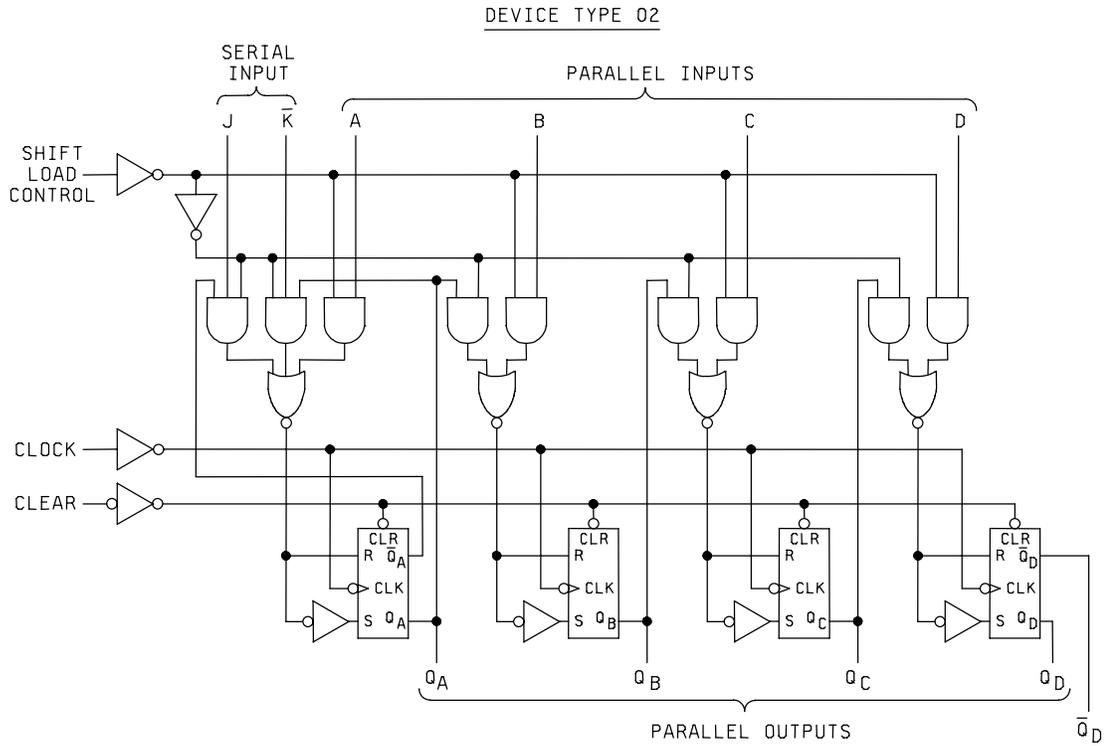 DEVICE TYPE 02
SERIAL
INPUT
PARALLEL INPUTS
J
K̅
A
B
C
D
SHIFT
LOAD
CONTROL
CLOCK
CLEAR
CLR
R Q̅A
CLK
S QA
CLR
R
CLK
S QB
CLR
R
CLK
S QC
CLR
R Q̅D
CLK
S QD
QA
QB
QC
QD
Q̅D
PARALLEL OUTPUTS